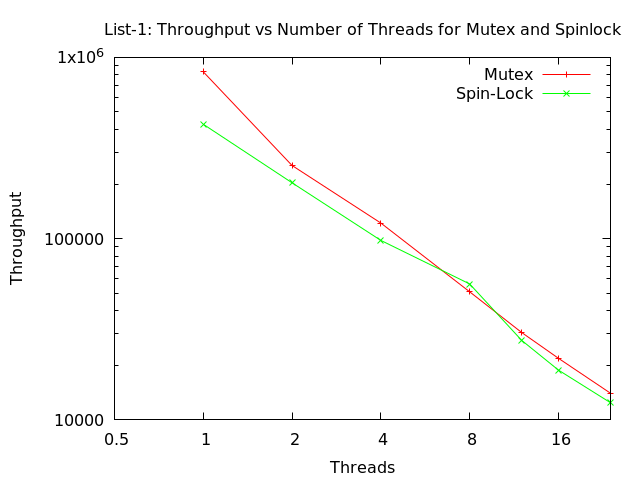 List-1: Throughput vs Number of Threads for Mutex and Spinlock
1x10^6
Mutex
Spin-Lock
100000
Throughput
10000
0.5 1 2 4 8 16
Threads